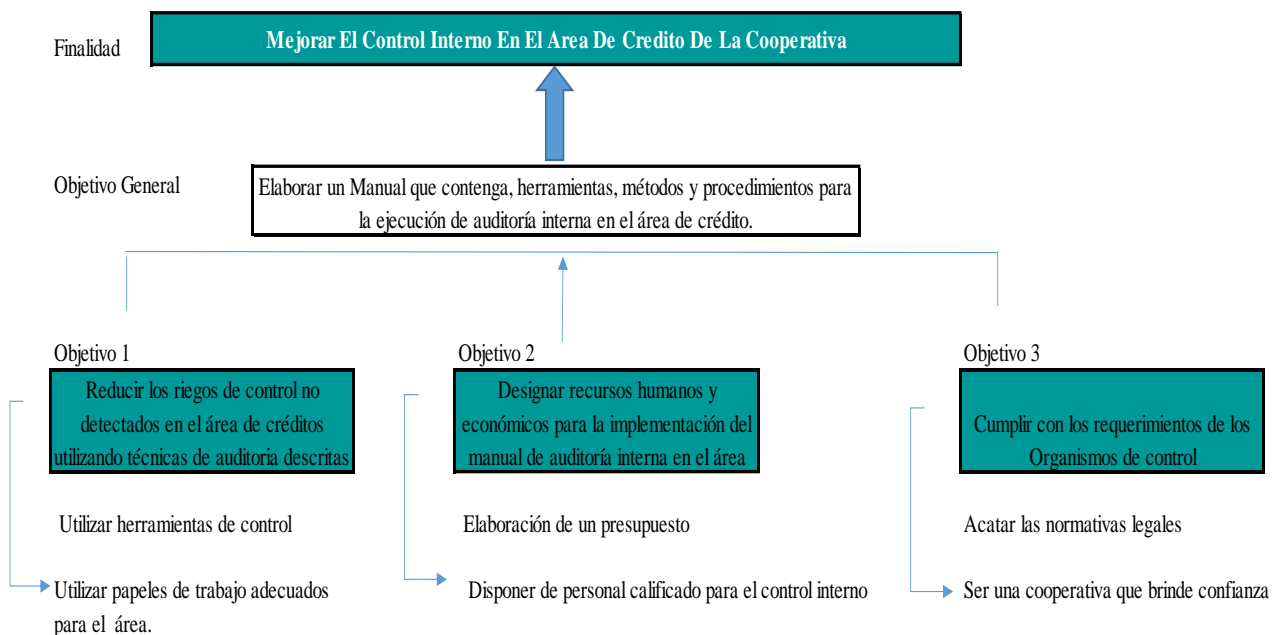 Finalidad
Mejorar El Control Interno En El Area De Credito De La Cooperativa
Objetivo General
Elaborar un Manual que contenga, herramientas, métodos y procedimientos para
la ejecución de auditoría interna en el área de crédito.
Objetivo 1
Reducir los riegos de control no
detectados en el área de créditos
utilizando técnicas de auditoria descritas
Utilizar herramientas de control
Utilizar papeles de trabajo adecuados
para el área.
Objetivo 2
Designar recursos humanos y
económicos para la implementación del
manual de auditoría interna en el área
Elaboración de un presupuesto
Disponer de personal calificado para el control interno
Objetivo 3
Cumplir con los requerimientos de los
Organismos de control
Acatar las normativas legales
Ser una cooperativa que brinde confianza